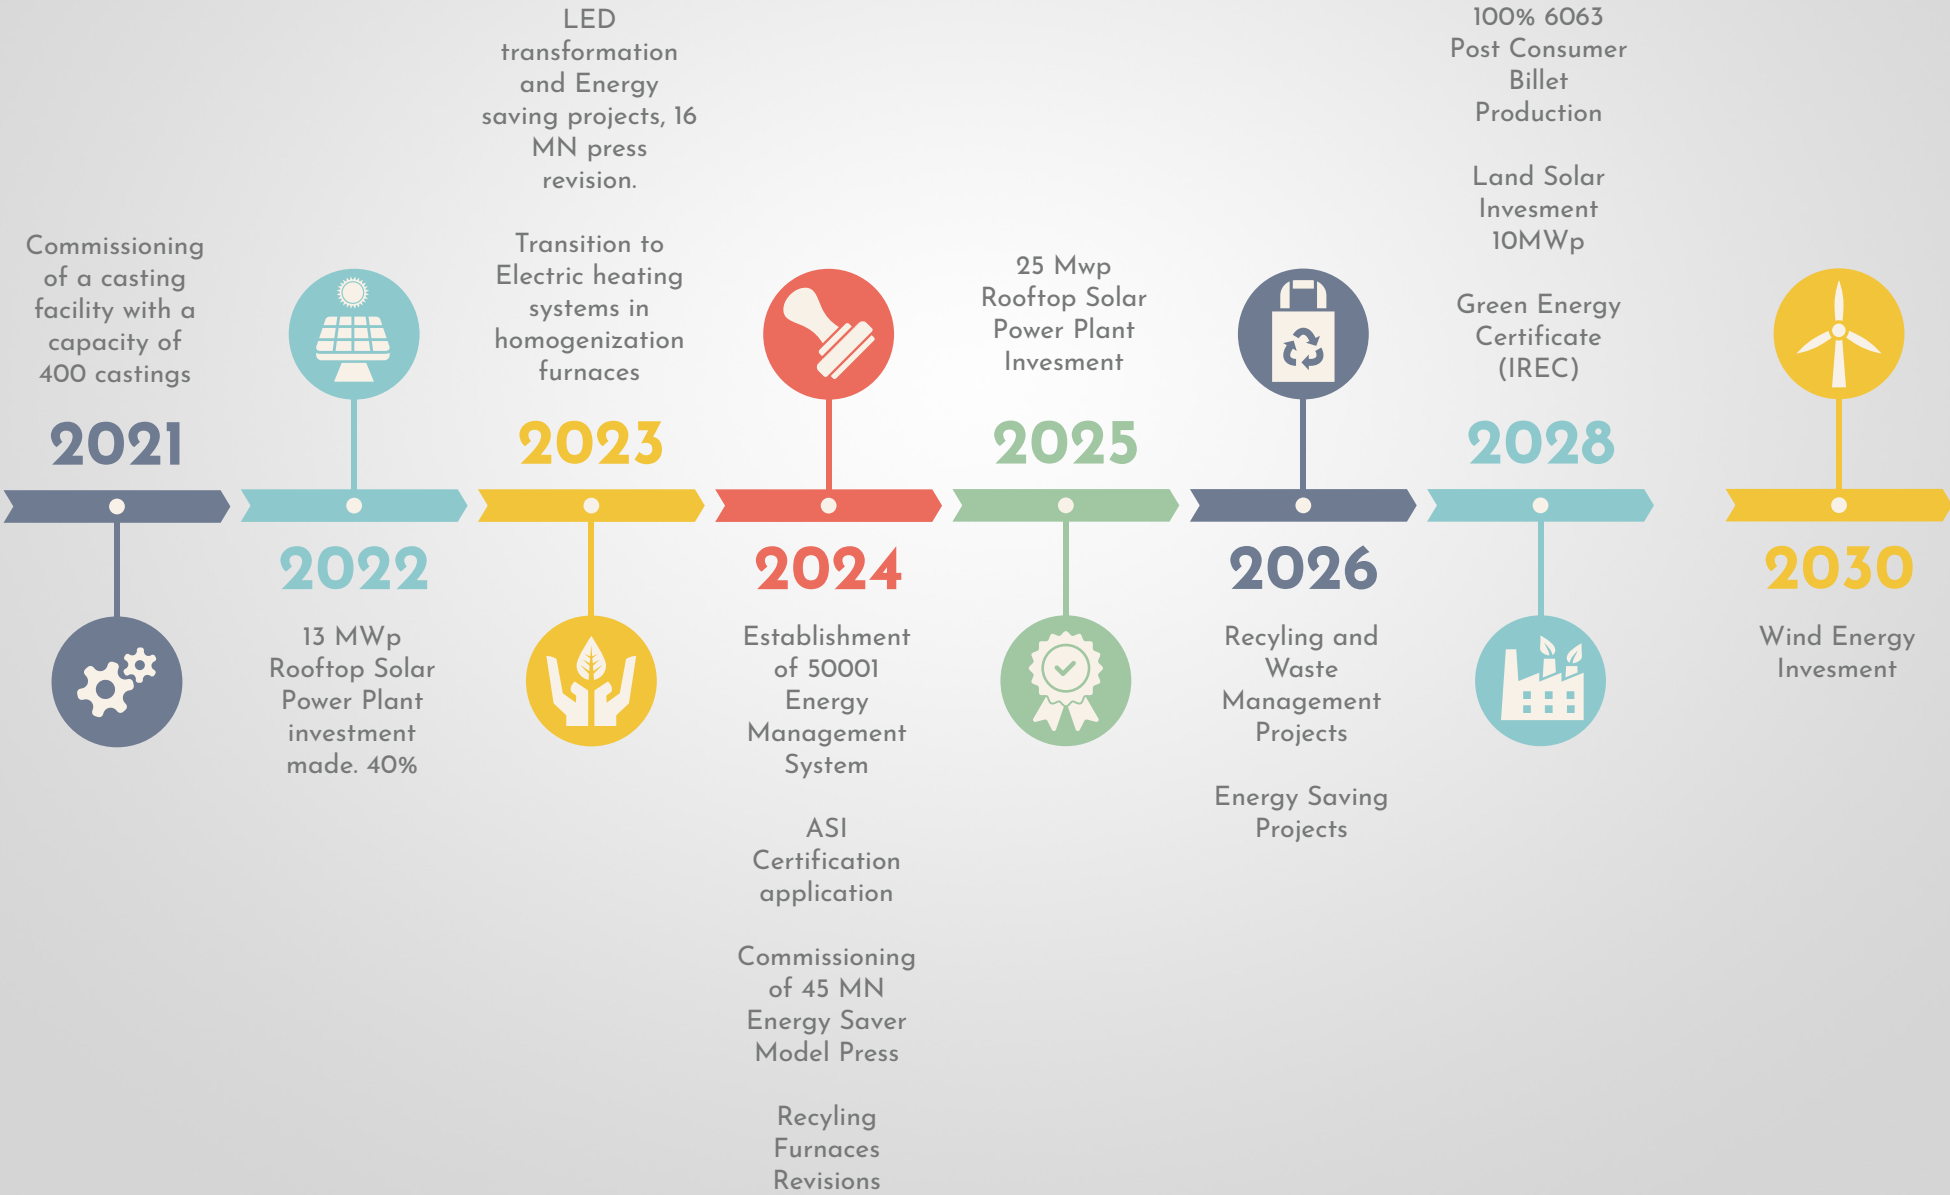 Commissioning
of a casting
facility with a
capacity of
400 castings
2021
2022
13 MWp
Rooftop Solar
Power Plant
investment
made. 40%
LED
transformation
and Energy
saving projects, 16
MN press
revision.
Transition to
Electric heating
systems in
homogenization
furnaces
2023
2024
Establishment
of 50001
Energy
Management
System
ASI
Certification
application
Commissioning
of 45 MN
Energy Saver
Model Press
Recyling
Furnaces
Revisions
25 Mwp
Rooftop Solar
Power Plant
Invesment
2025
2026
Recyling and
Waste
Management
Projects
Energy Saving
Projects
100% 6063
Post Consumer
Billet
Production
Land Solar
Invesment
10MWp
Green Energy
Certificate
(IREC)
2028
2030
Wind Energy
Invesment